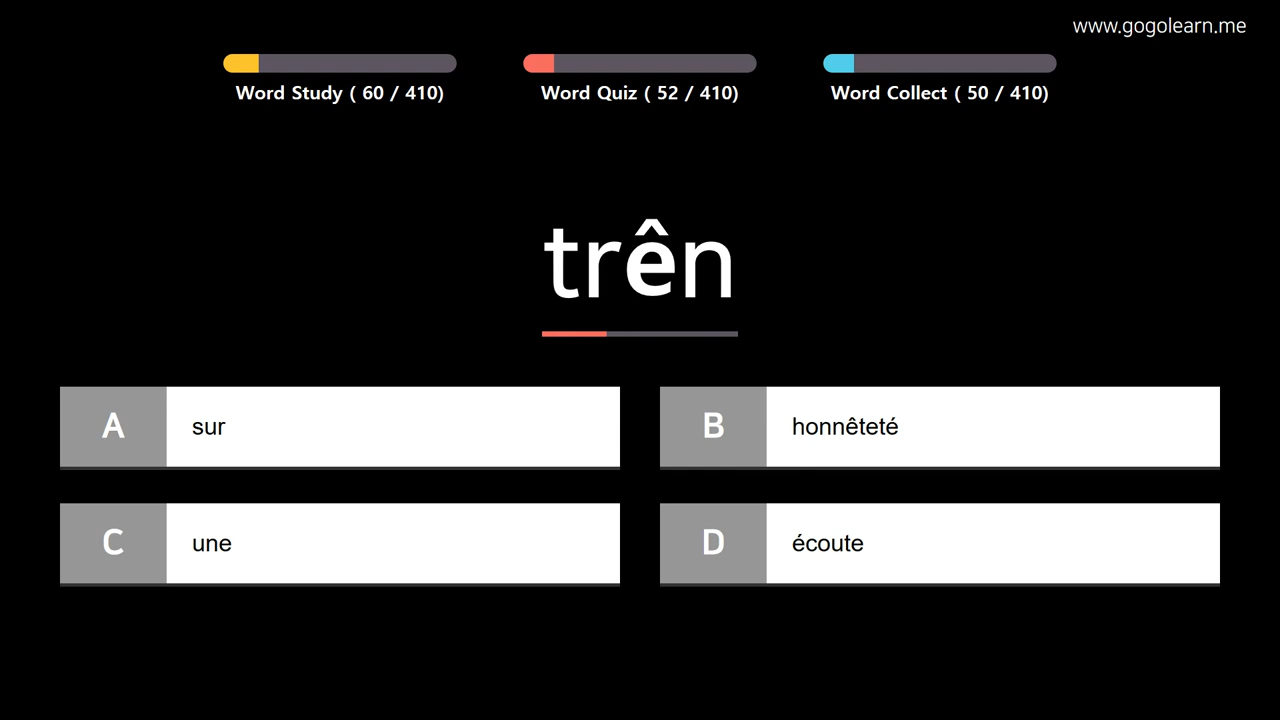 www.gogolearn.me
Word Study ( 60 / 410)
Word Quiz ( 52 / 410)
Word Collect ( 50 / 410)
trên
A sur
B honnêteté
C une
D écoute